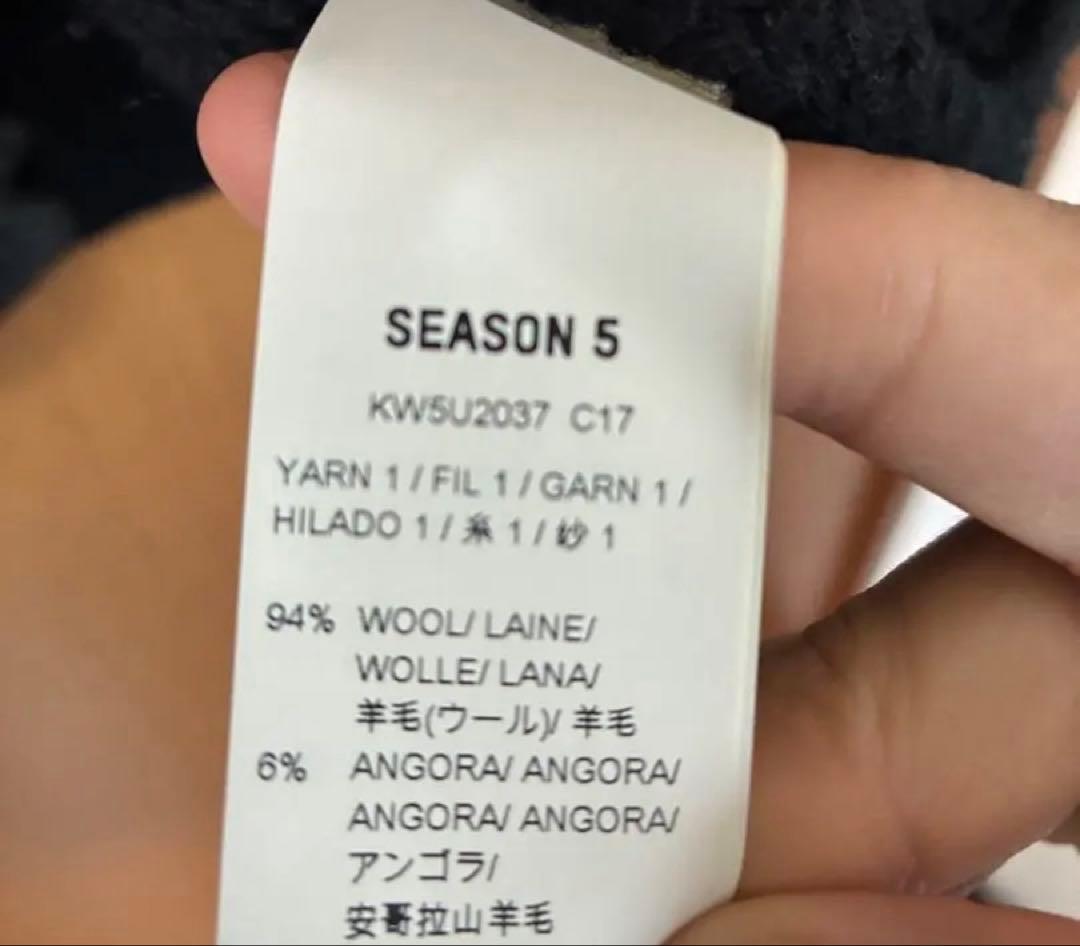 SEASON 5
KW5U2037 C17
YARN 1 / FIL 1 / GARN 1 /
HILADO 1 / 糸 1 / 紗 1
94% WOOL/ LAINE/
WOLLE/ LANA/
羊毛(ウール)/ 羊毛
6% ANGORA/ ANGORA/
ANGORA/ ANGORA/
アンゴラ/
安哥拉山羊毛